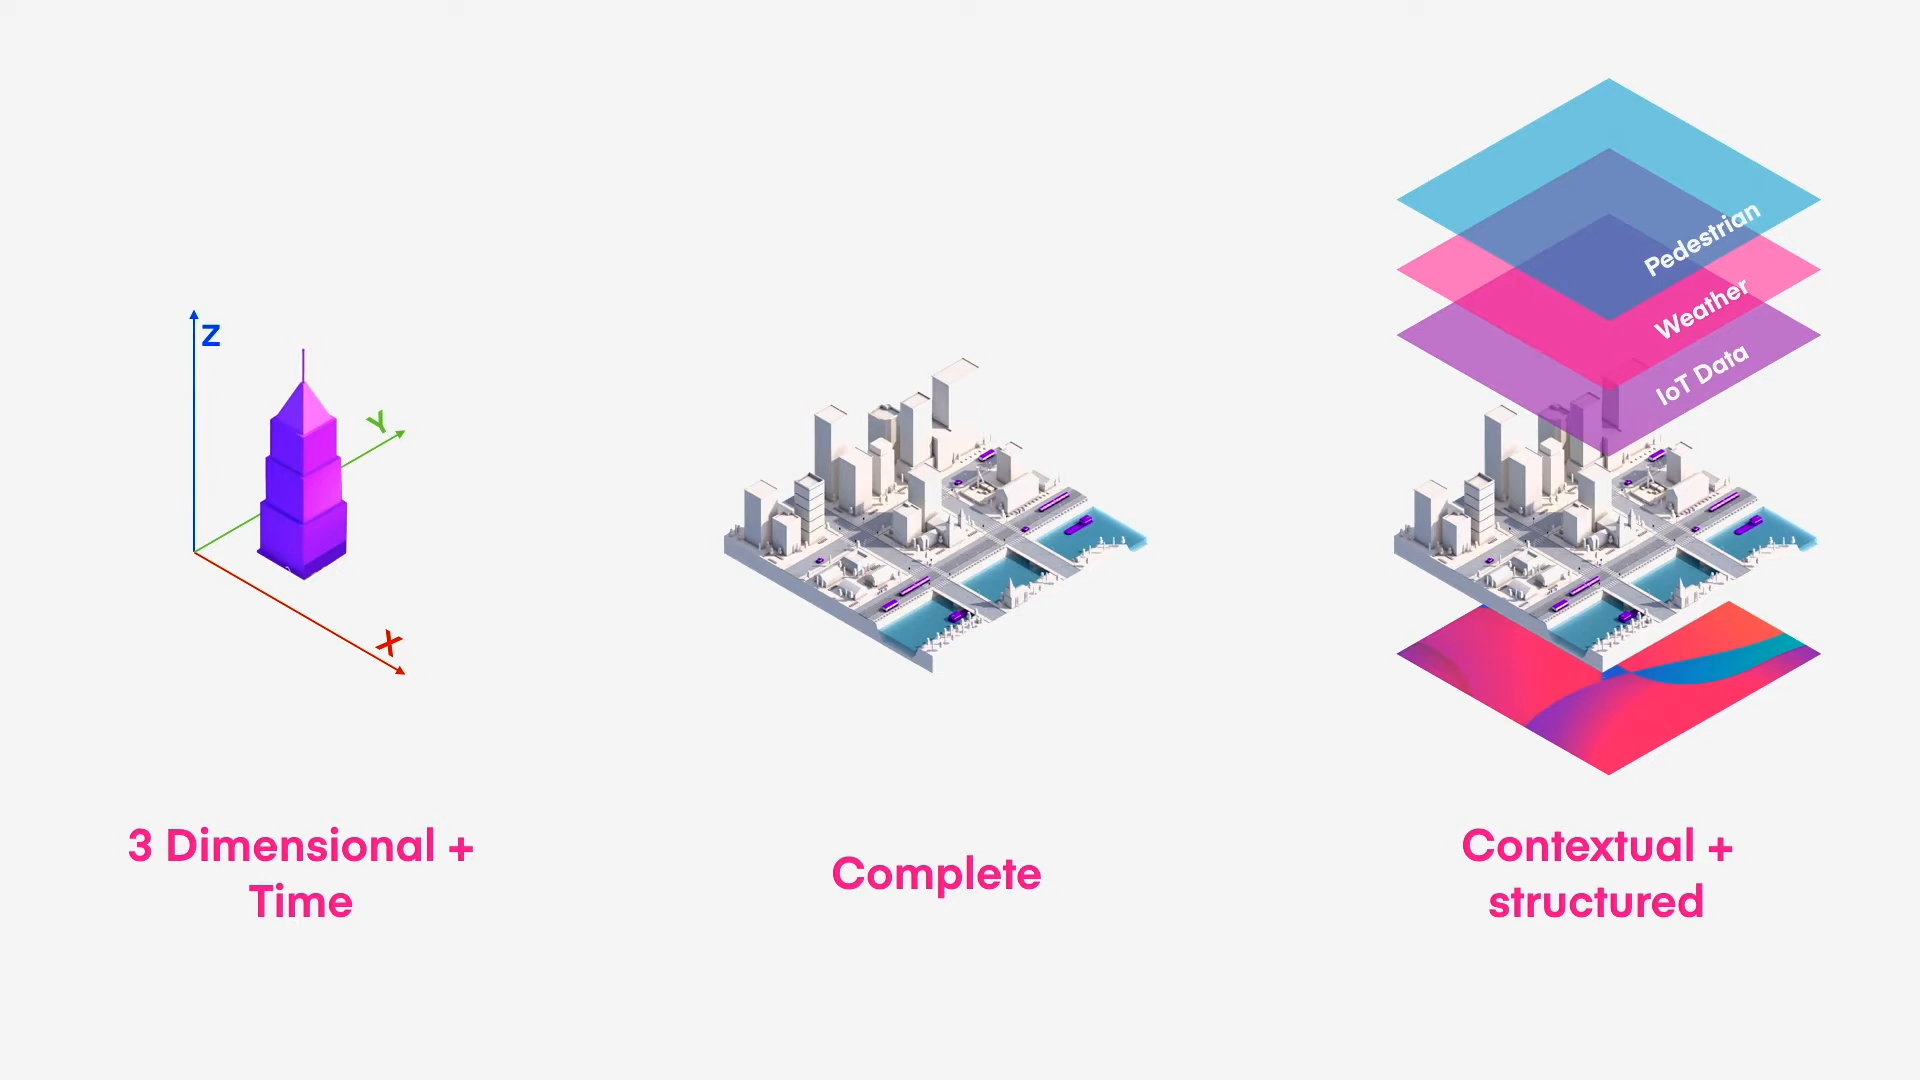 Z
Y
X
3 Dimensional +
Time
Complete
Pedestrian
Weather
IoT Data
Contextual +
structured